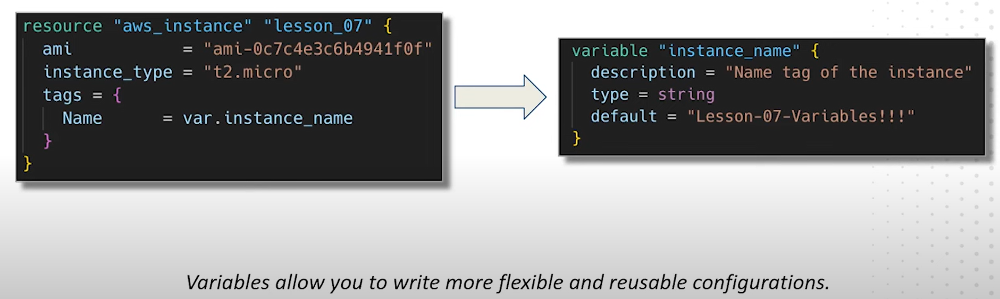 resource "aws_instance" "lesson_07" {
ami = "ami-0c7c4e3c6b4941f0f"
instance_type = "t2.micro"
tags = {
Name = var.instance_name
}
}
variable "instance_name" {
description = "Name tag of the instance"
type = string
default = "Lesson-07-Variables!!!"
}
Variables allow you to write more flexible and reusable configurations.